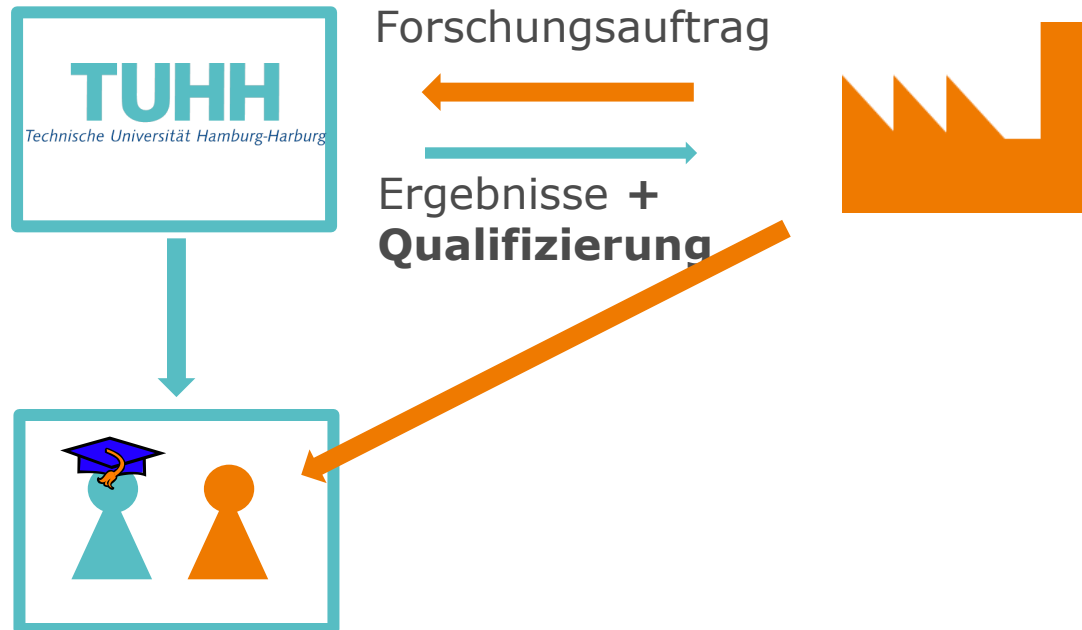 Forschungsauftrag
TUHH
Technische Universität Hamburg-Harburg
Ergebnisse +
Qualifizierung